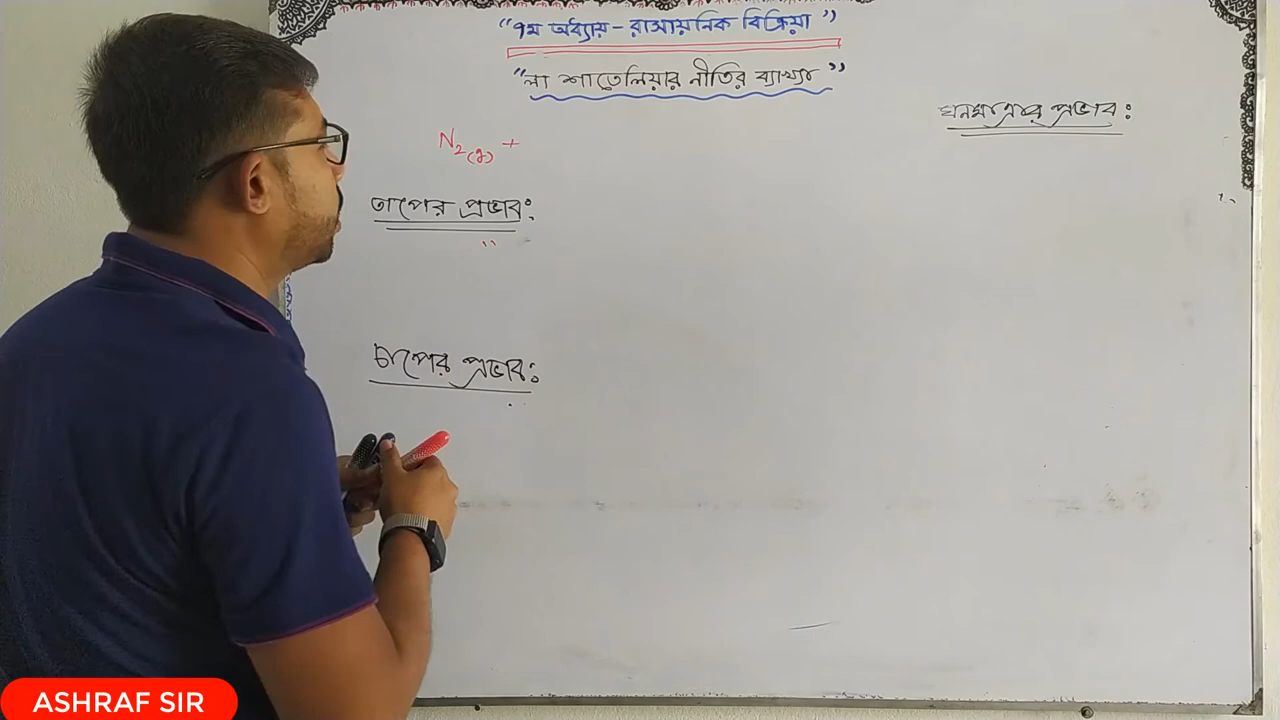 “৭ম অধ্যায় - রাসায়নিক বিক্রিয়া”
“লা শাতেলিয়ার নীতির ব্যাখ্যা”
ঘনমাত্রার প্রভাব:
N₂(g) +
তাপের প্রভাব:
চাপের প্রভাব:
ASHRAF SIR